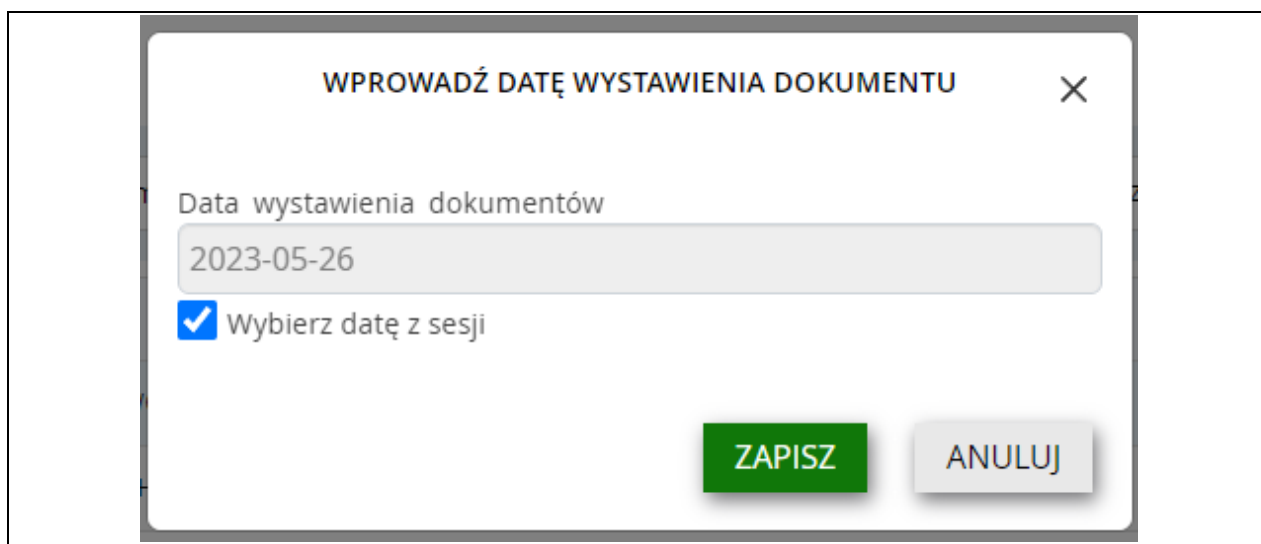 WPROWADŹ DATĘ WYSTAWIENIA DOKUMENTU
Data wystawienia dokumentów
2023-05-26
Wybierz datę z sesji
ZAPISZ ANULUJ